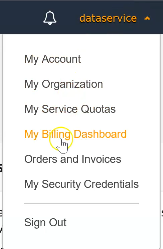 dataservice
My Account
My Organization
My Service Quotas
My Billing Dashboard
Orders and Invoices
My Security Credentials
Sign Out